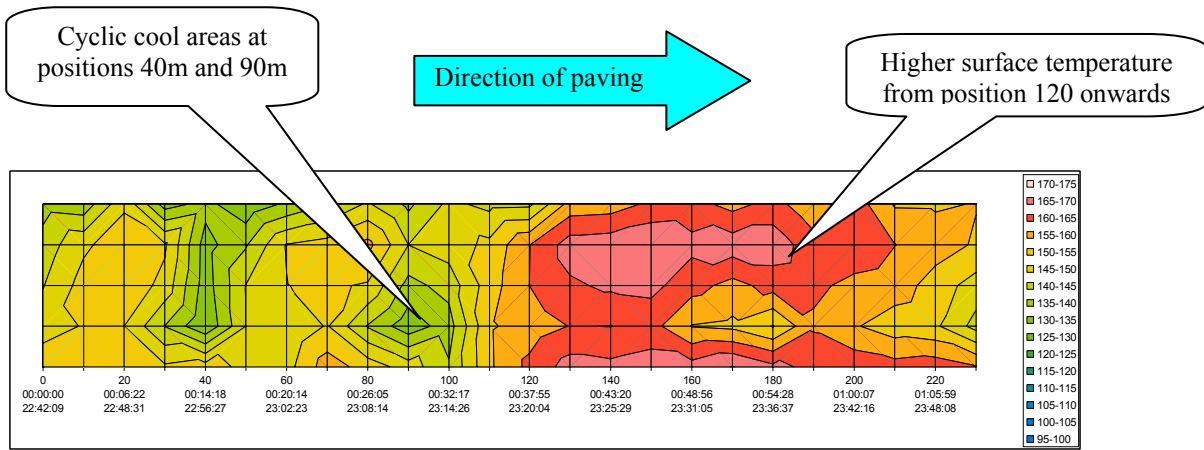 Cyclic cool areas at
positions 40m and 90m
Direction of paving
Higher surface temperature
from position 120 onwards
170-175
165-170
160-165
155-160
150-155
145-150
140-145
135-140
130-135
125-130
120-125
115-120
110-115
105-110
100-105
95-100
0 20 40 60 80 100 120 140 160 180 200 220
00:00:00 00:06:22 00:14:18 00:20:14 00:26:05 00:32:17 00:37:55 00:43:20 00:48:56 00:54:28 01:00:07 01:05:59
22:42:09 22:48:31 22:56:27 23:02:23 23:08:14 23:14:26 23:20:04 23:25:29 23:31:05 23:36:37 23:42:16 23:48:08